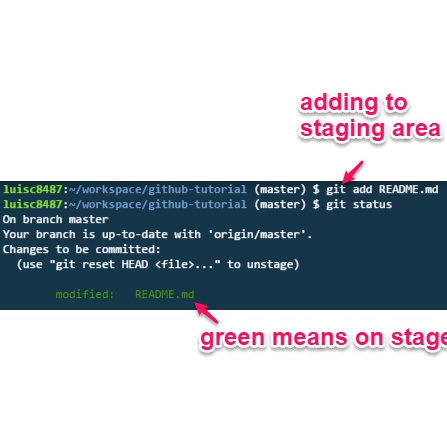 adding to
staging area
luisc8487:~/workspace/github-tutorial (master) $ git add README.md
luisc8487:~/workspace/github-tutorial (master) $ git status
On branch master
Your branch is up-to-date with 'origin/master'.
Changes to be committed:
(use "git reset HEAD <file>..." to unstage)
modified: README.md
green means on stage